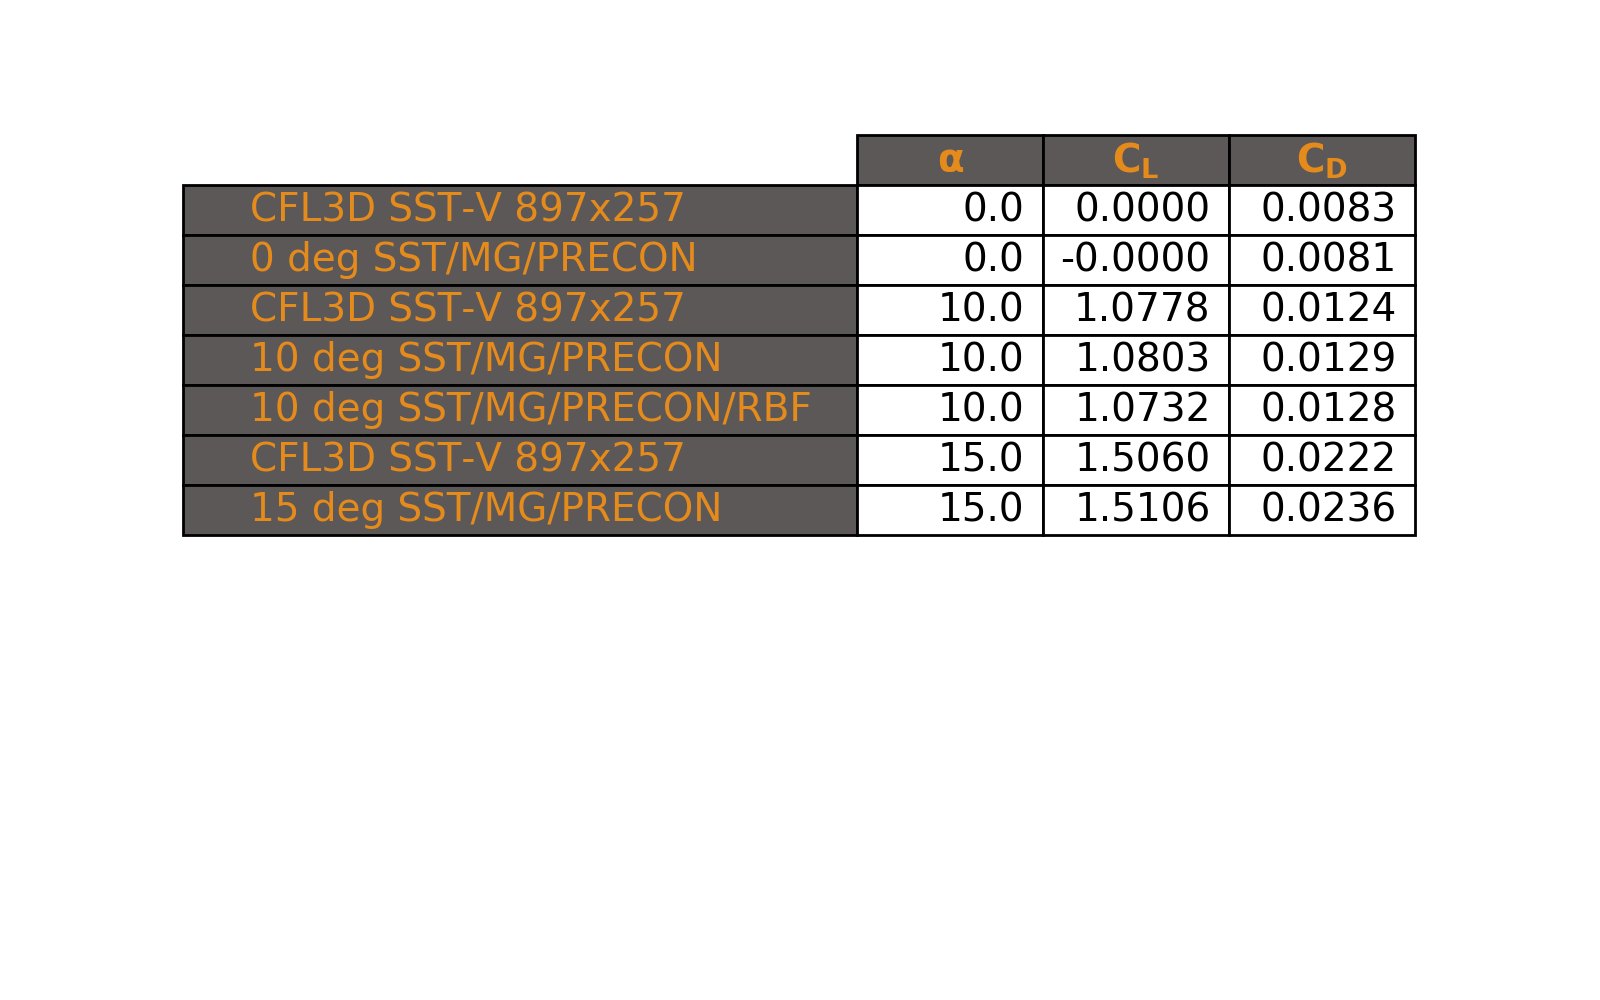 α C_L C_D
CFL3D SST-V 897x257 0.0 0.0000 0.0083
0 deg SST/MG/PRECON 0.0 -0.0000 0.0081
CFL3D SST-V 897x257 10.0 1.0778 0.0124
10 deg SST/MG/PRECON 10.0 1.0803 0.0129
10 deg SST/MG/PRECON/RBF 10.0 1.0732 0.0128
CFL3D SST-V 897x257 15.0 1.5060 0.0222
15 deg SST/MG/PRECON 15.0 1.5106 0.0236